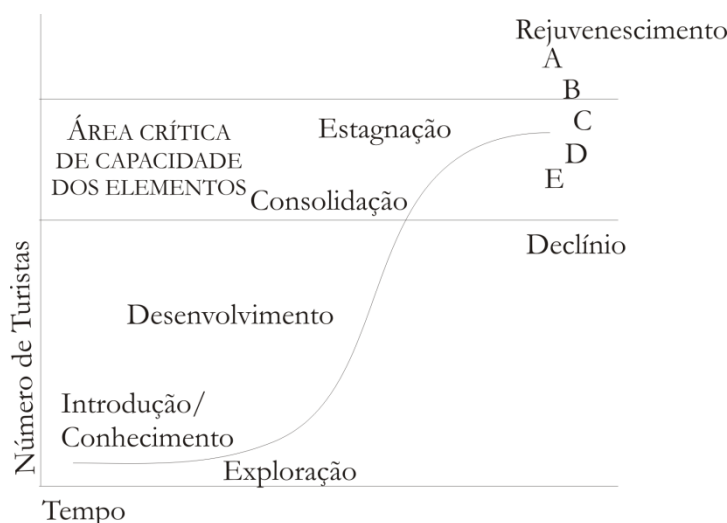 Rejuvenescimento
A
B
C
D
E
ÁREA CRÍTICA
DE CAPACIDADE
DOS ELEMENTOS
Estagnação
Consolidação
Declínio
Desenvolvimento
Introdução/
Conhecimento
Exploração
Número de Turistas
Tempo